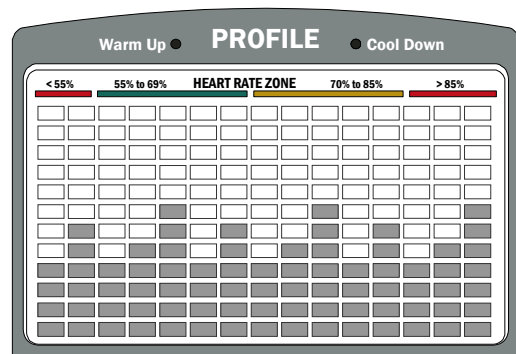 Warm Up PROFILE Cool Down
< 55% 55% to 69% HEART RATE ZONE 70% to 85% > 85%